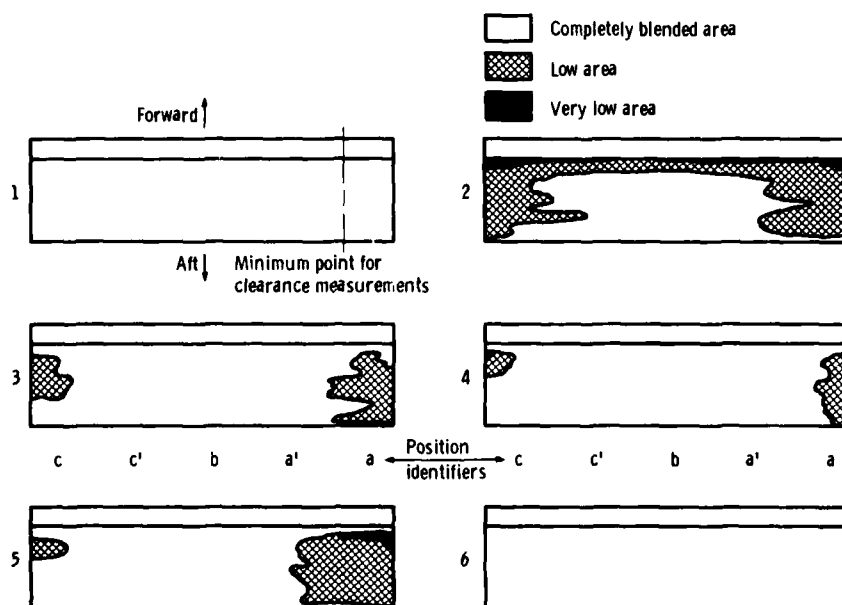 Completely blended area
Low area
Very low area
Forward
1
2
Aft
Minimum point for
clearance measurements
3
4
c c' b a' a
Position
identifiers
c c' b a' a
5
6